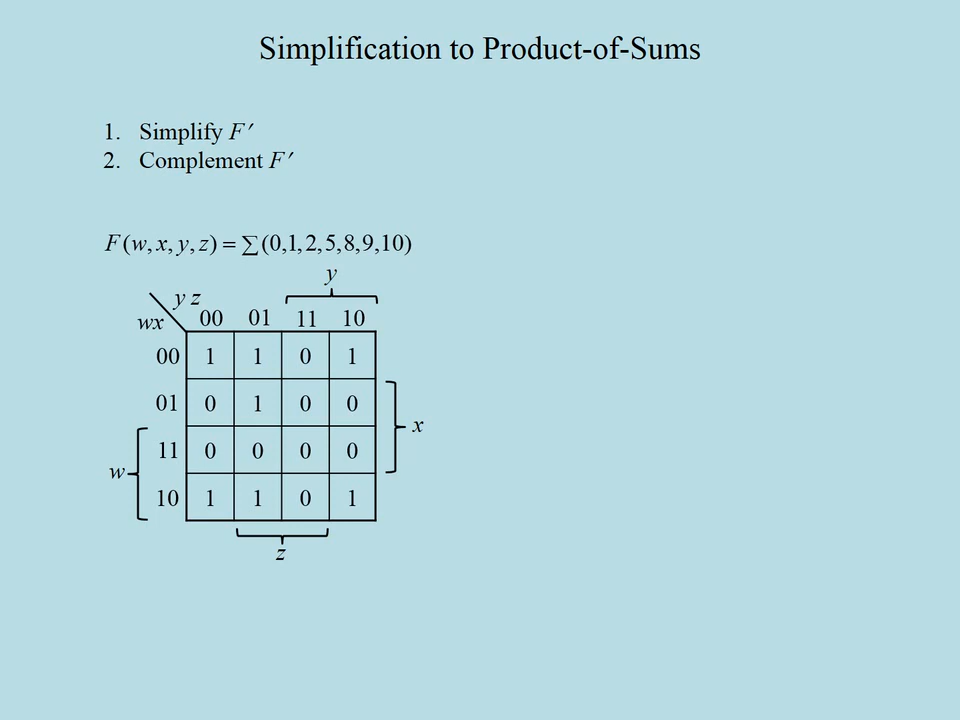 Simplification to Product-of-Sums
1. Simplify F′
2. Complement F′
F(w, x, y, z) = ∑(0,1,2,5,8,9,10)
y
y z
wx 00 01 11 10
00 1 1 0 1
01 0 1 0 0
x
11 0 0 0 0
w
10 1 1 0 1
z